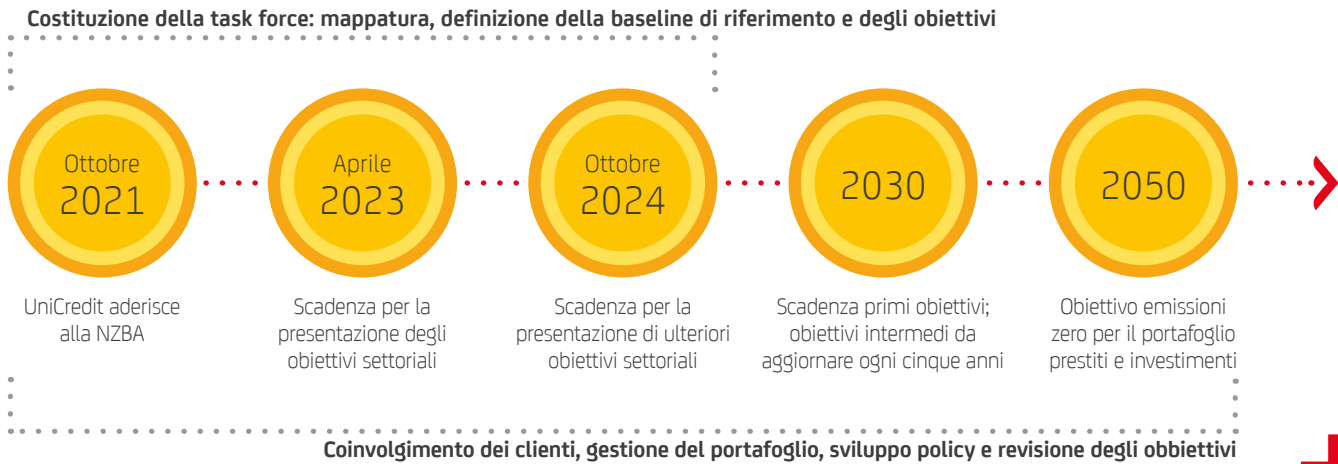 Costituzione della task force: mappatura, definizione della baseline di riferimento e degli obiettivi
Ottobre
2021
Aprile
2023
Ottobre
2024
2030
2050
UniCredit aderisce
alla NZBA
Scadenza per la
presentazione degli
obiettivi settoriali
Scadenza per la
presentazione di ulteriori
obiettivi settoriali
Scadenza primi obiettivi;
obiettivi intermedi da
aggiornare ogni cinque anni
Obiettivo emissioni
zero per il portafoglio
prestiti e investimenti
Coinvolgimento dei clienti, gestione del portafoglio, sviluppo policy e revisione degli obbiettivi